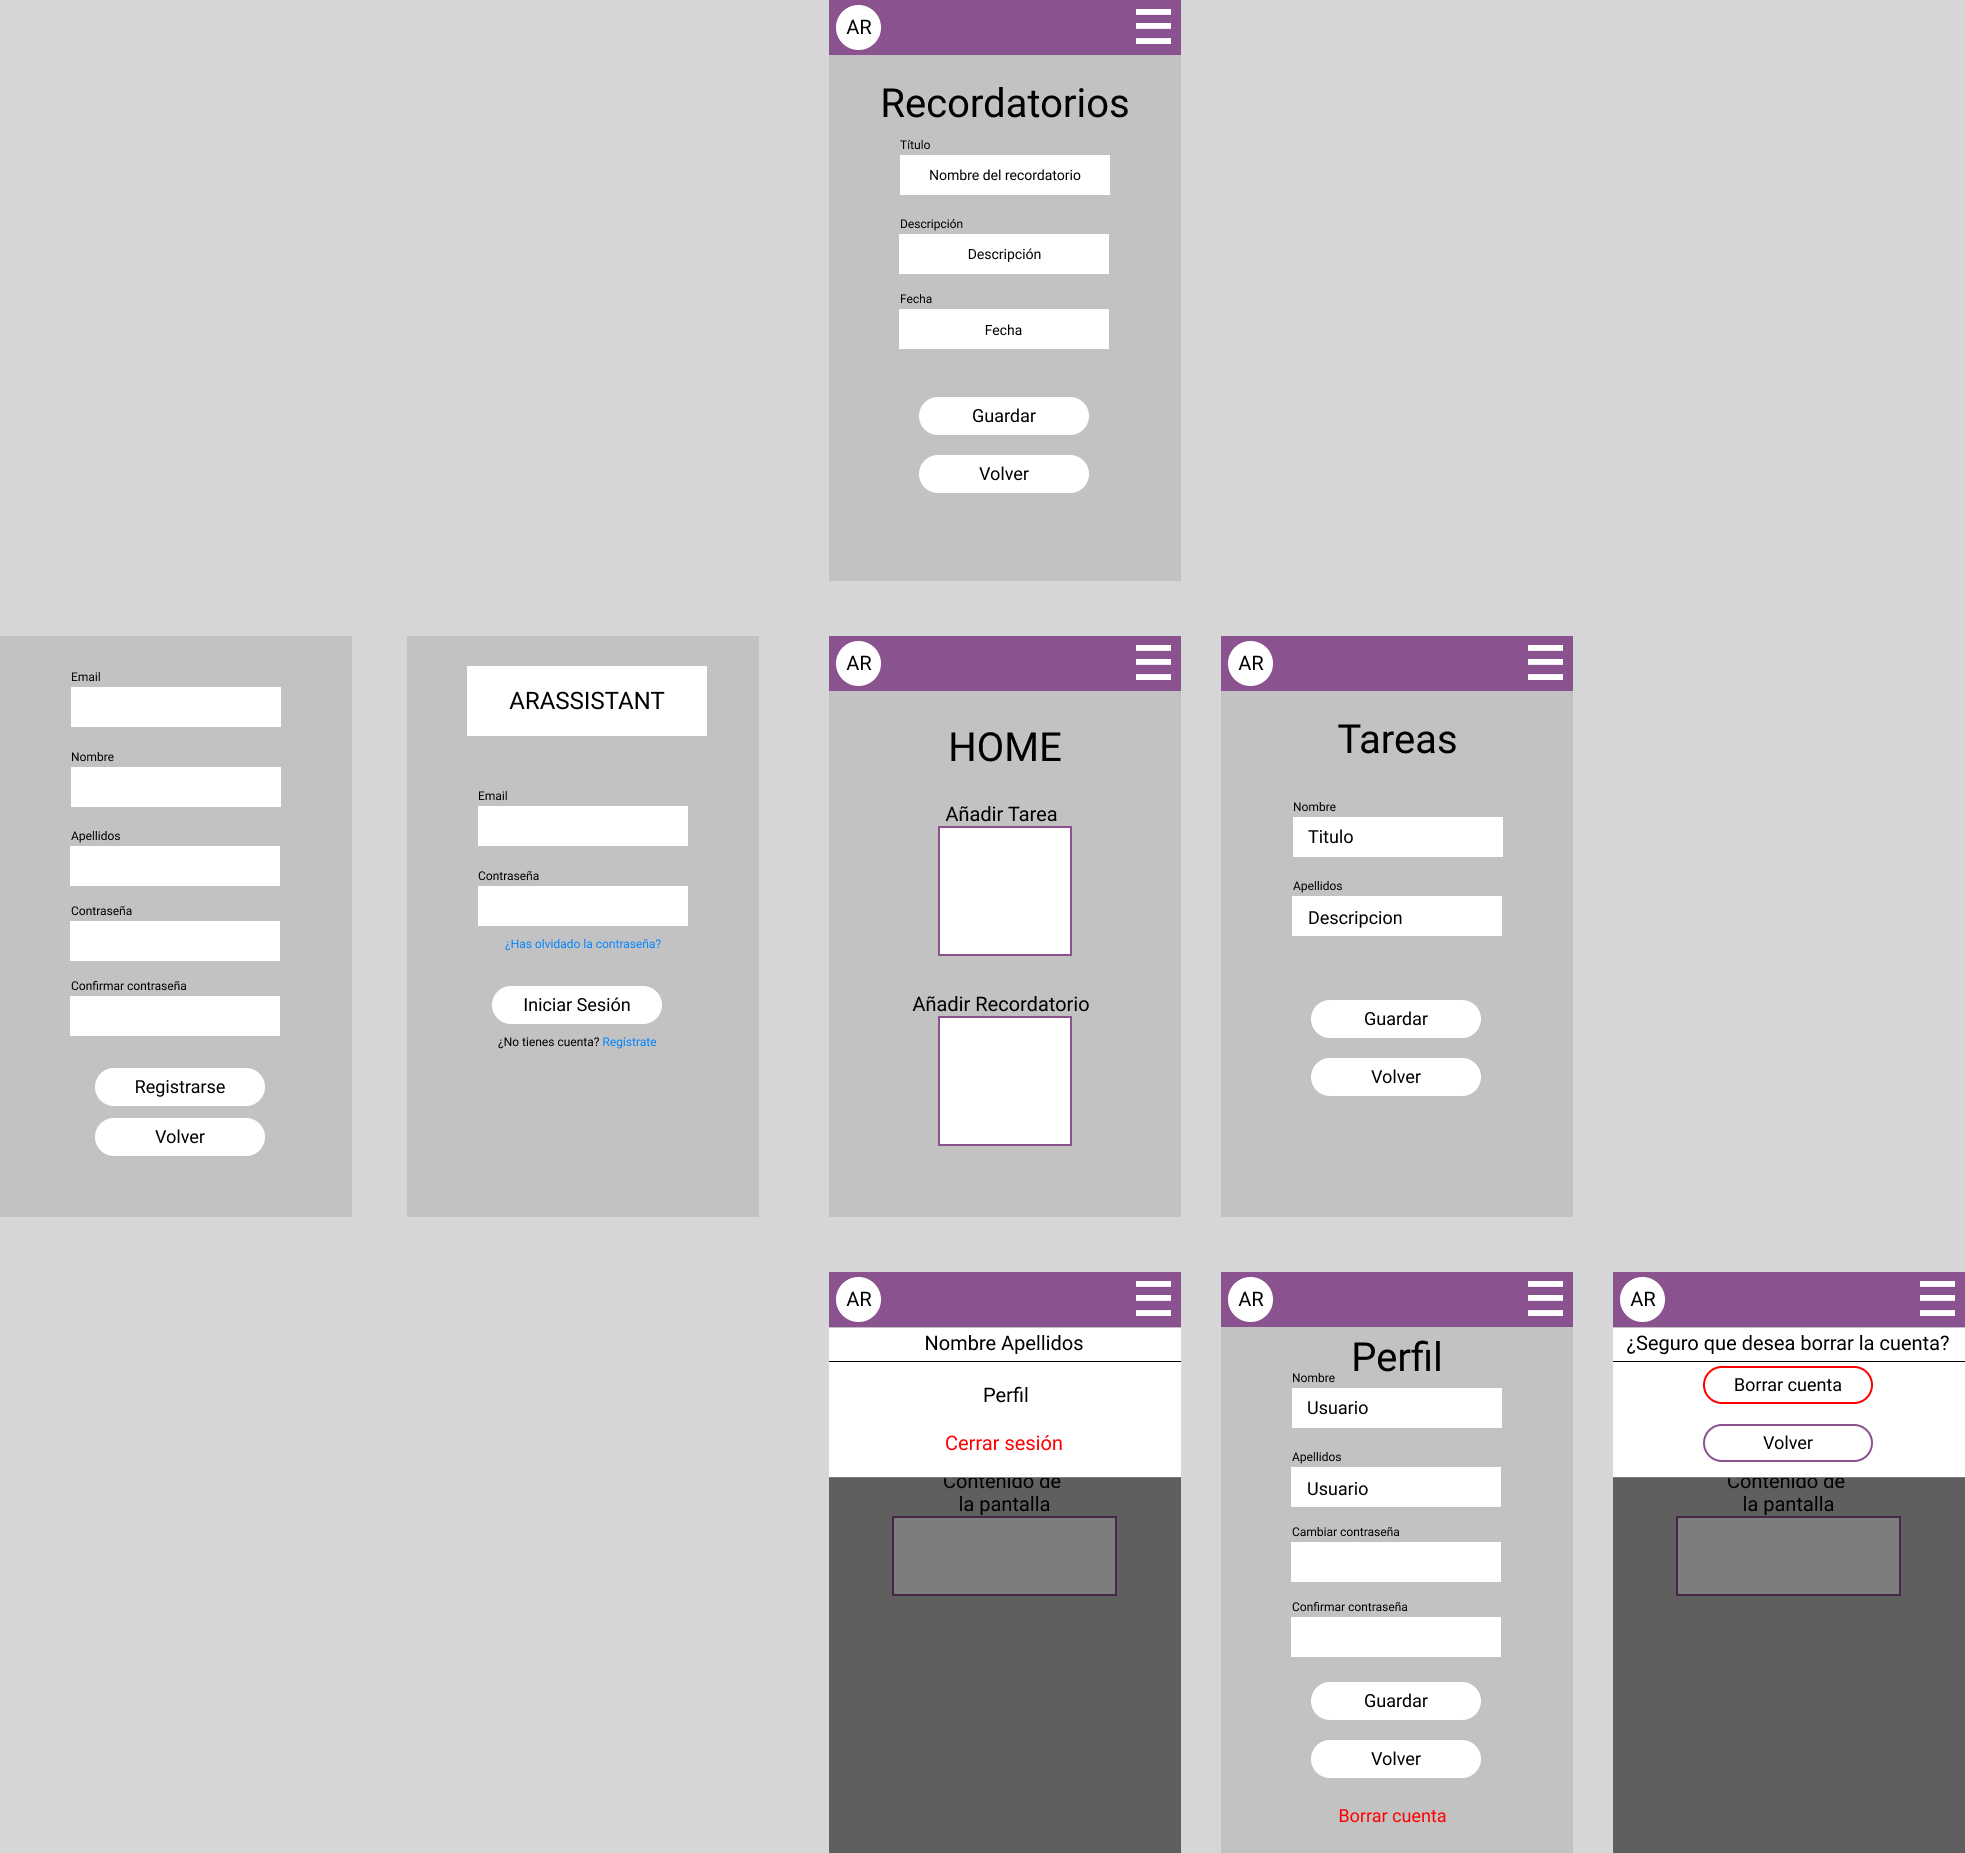 AR
Recordatorios
Título
Nombre del recordatorio
Descripción
Descripción
Fecha
Fecha
Guardar
Volver
Email
Nombre
Apellidos
Contraseña
Confirmar contraseña
Registrarse
Volver
ARASSISTANT
Email
Contraseña
¿Has olvidado la contraseña?
Iniciar Sesión
¿No tienes cuenta? Regístrate
AR
HOME
Añadir Tarea
Añadir Recordatorio
AR
Tareas
Nombre
Titulo
Apellidos
Descripcion
Guardar
Volver
AR
Nombre Apellidos
Perfil
Cerrar sesión
Contenido de
la pantalla
AR
Perfil
Nombre
Usuario
Apellidos
Usuario
Cambiar contraseña
Confirmar contraseña
Guardar
Volver
Borrar cuenta
AR
¿Seguro que desea borrar la cuenta?
Borrar cuenta
Volver
Contenido de
la pantalla